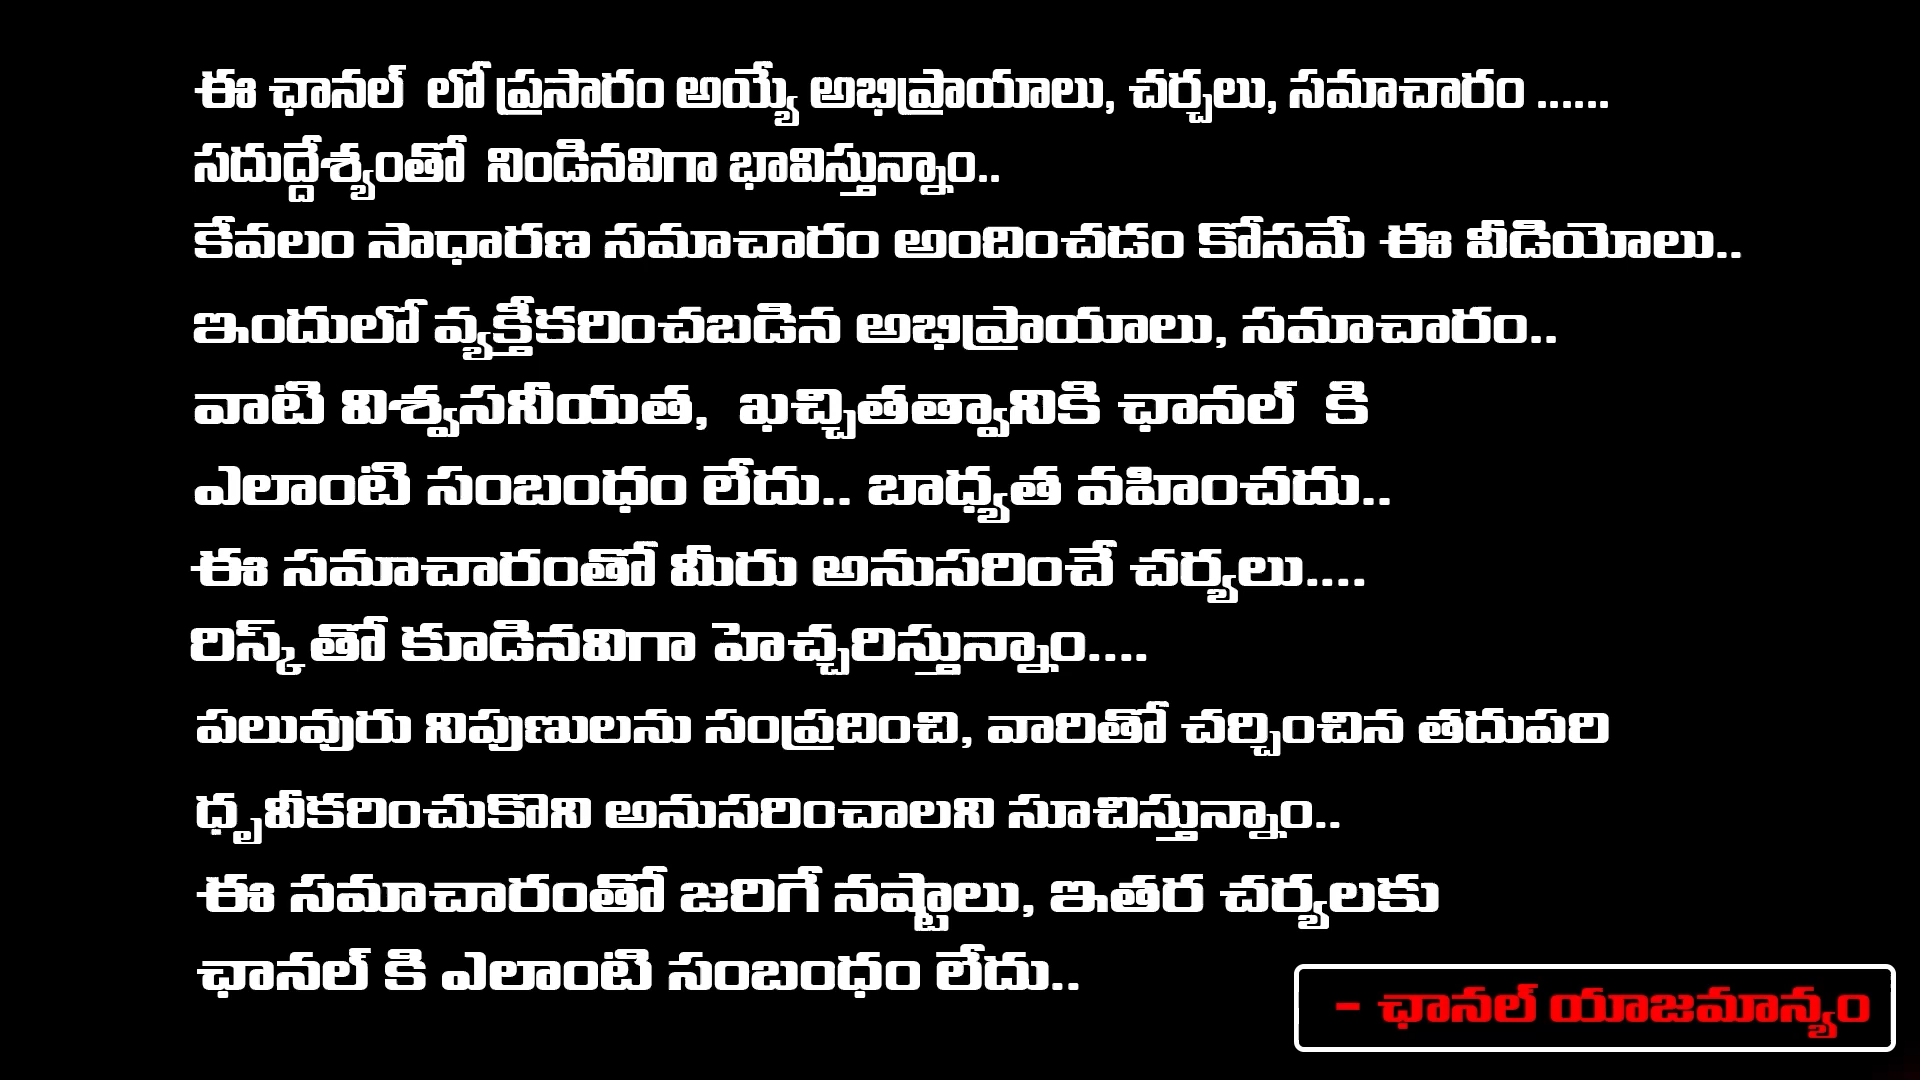 ఈ ఛానల్ లో ప్రసారం అయ్యే అభిప్రాయాలు, చర్చలు, సమాచారం ......
సదుద్దేశ్యంతో నిండినవిగా భావిస్తున్నాం..
కేవలం సాధారణ సమాచారం అందించడం కోసమే ఈ వీడియోలు..
ఇందులో వ్యక్తీకరించబడిన అభిప్రాయాలు, సమాచారం..
వాటి విశ్వసనీయత, ఖచ్చితత్వానికి ఛానల్ కి
ఎలాంటి సంబంధం లేదు.. బాధ్యత వహించదు..
ఈ సమాచారంతో మీరు అనుసరించే చర్యలు....
రిస్క్ తో కూడినవిగా హెచ్చరిస్తున్నాం....
పలువురు నిపుణులను సంప్రదించి, వారితో చర్చించిన తదుపరి
ధృవీకరించుకొని అనుసరించాలని సూచిస్తున్నాం..
ఈ సమాచారంతో జరిగే నష్టాలు, ఇతర చర్యలకు
ఛానల్ కి ఎలాంటి సంబంధం లేదు..
- ఛానల్ యాజమాన్యం